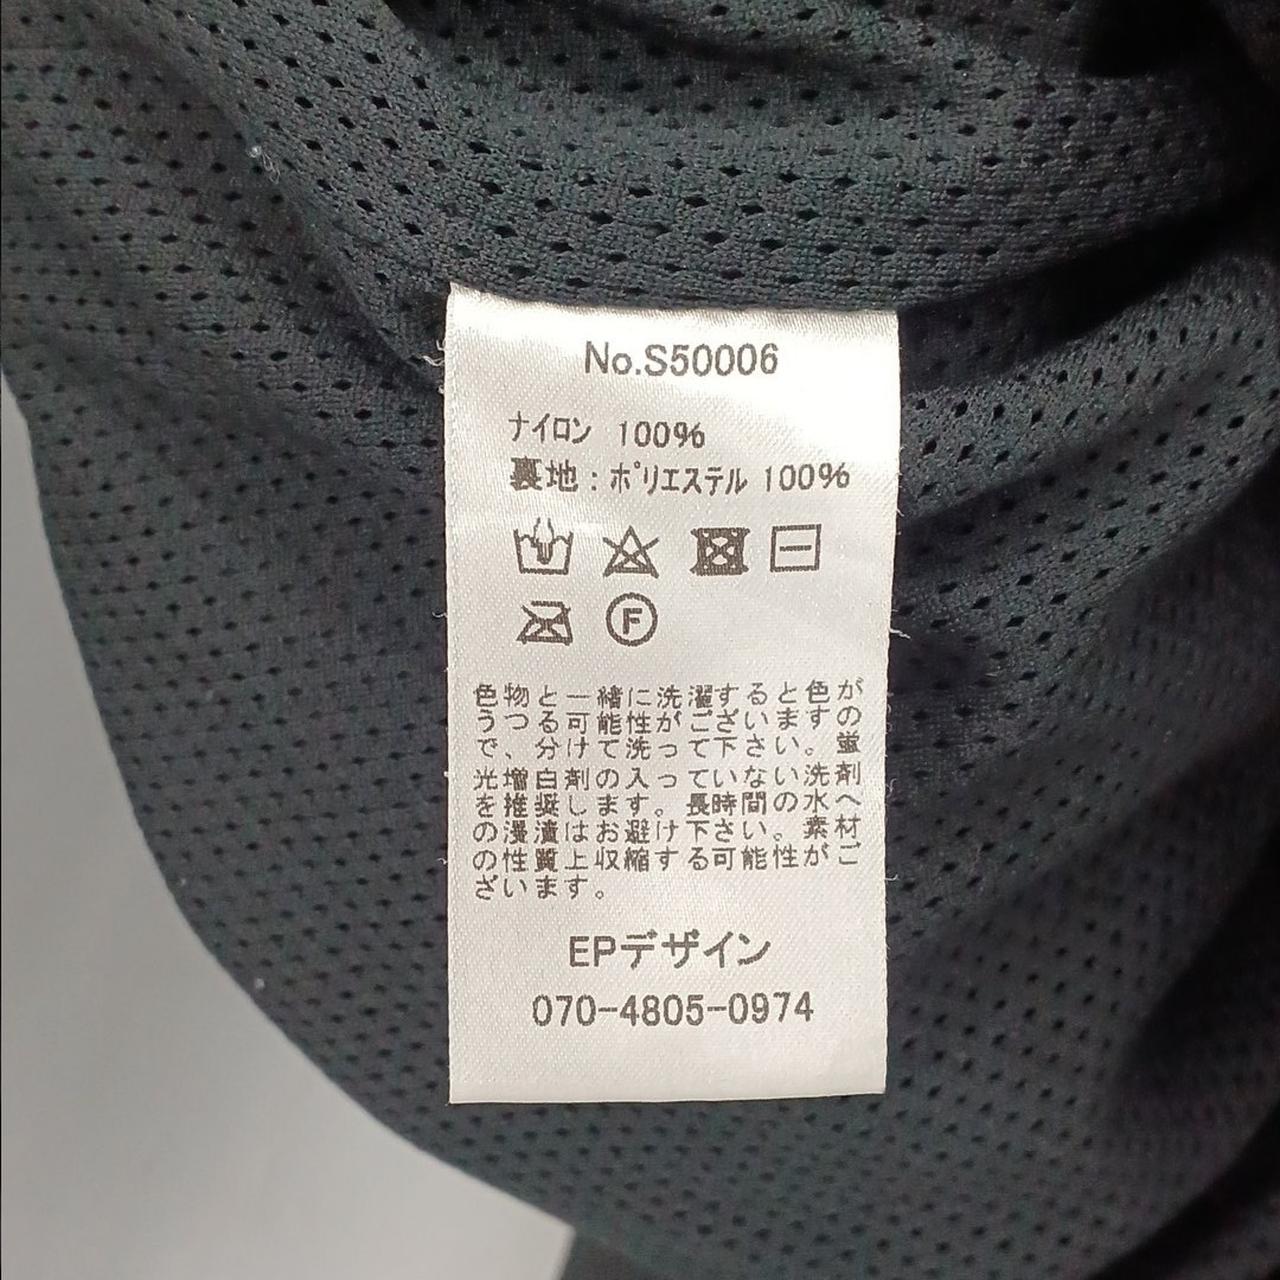 No.S50006
ナイロン 100%
裏地：ポリエステル 100%
F
色物と一緒に洗濯すると色が
うつる可能性がございますの
で、分けて洗って下さい。蛍
光増白剤の入っていない洗剤
を推奨します。長時間の水へ
の浸漬はお避け下さい。素材
の性質上収縮する可能性がご
ざいます。
EPデザイン
070-4805-0974